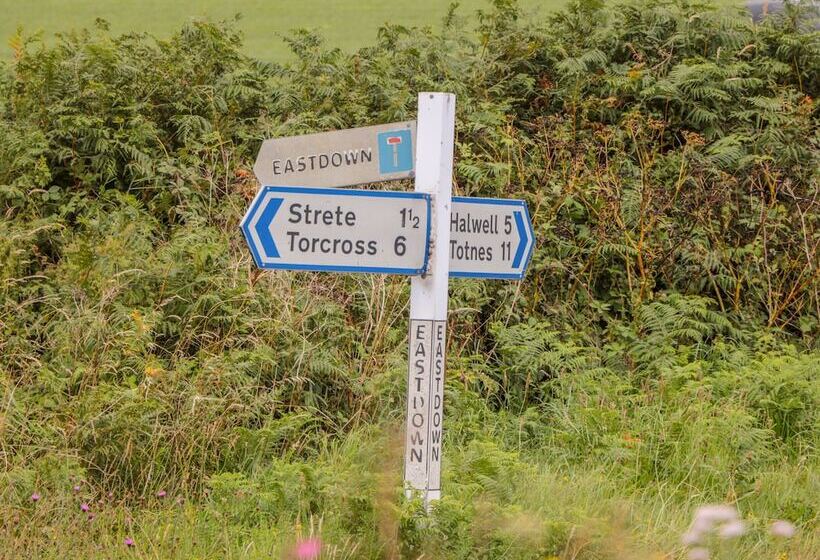 EASTDOWN
Strete 1½
Torcross 6
Halwell 5
Totnes 11
EASTDOWN
EASTDOWN